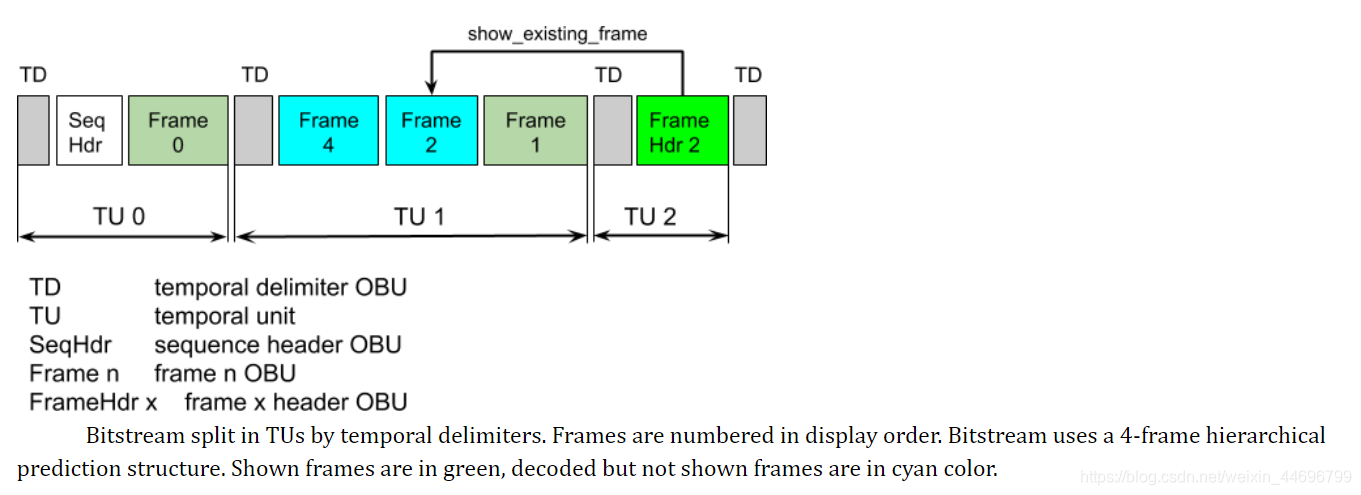 show_existing_frame
TD TD TD TD
Seq Hdr Frame 0 Frame 4 Frame 2 Frame 1 Frame Hdr 2
TU 0 TU 1 TU 2
TD temporal delimiter OBU
TU temporal unit
SeqHdr sequence header OBU
Frame n frame n OBU
FrameHdr x frame x header OBU
Bitstream split in TUs by temporal delimiters. Frames are numbered in display order. Bitstream uses a 4-frame hierarchical
prediction structure. Shown frames are in green, decoded but not shown frames are in cyan color.
https://blog.csdn.net/weixin_44696799